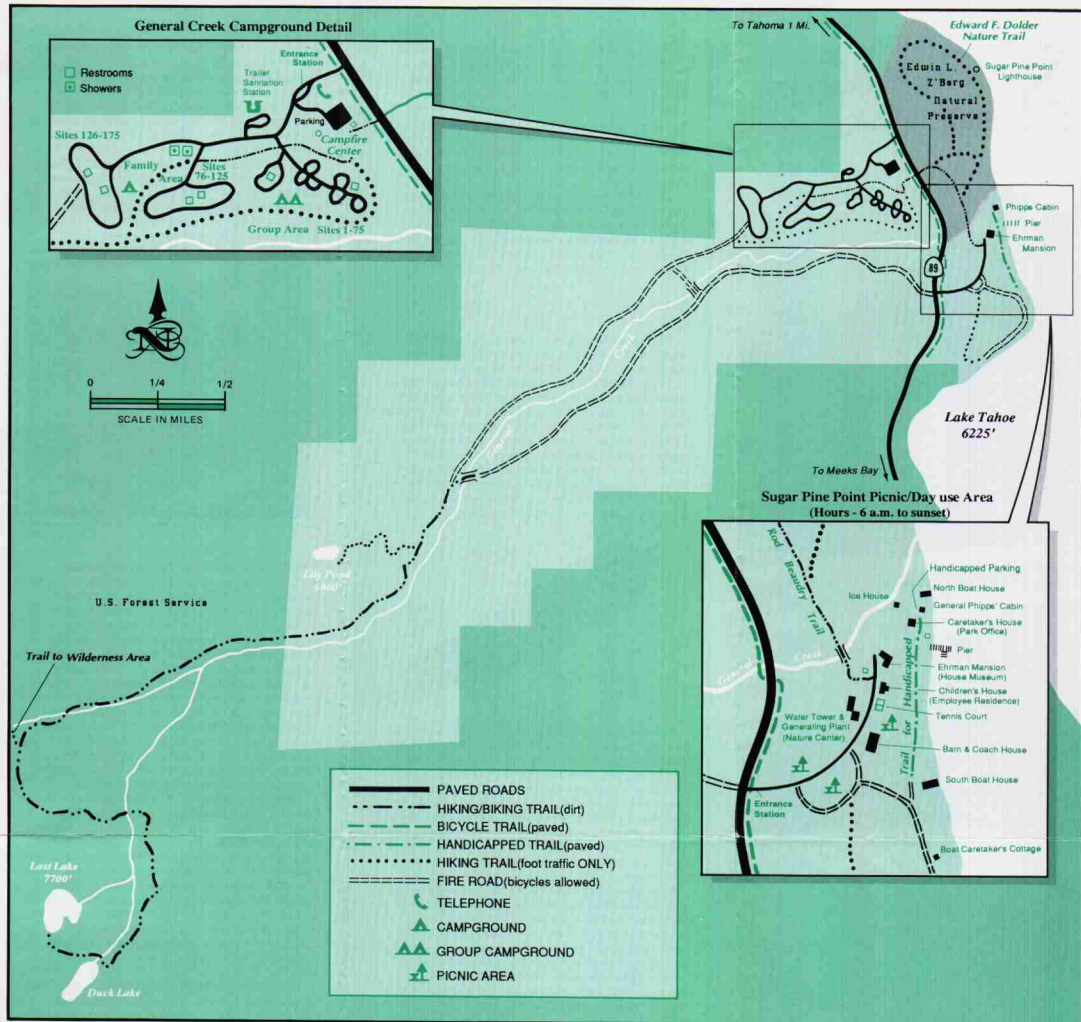 General Creek Campground Detail
Restrooms
Showers
Trailer
Sanitation
Station
Entrance
Station
Parking
Campfire
Center
Sites 126-175
Family
Area
Sites
76-125
Group Area
Sites 1-75
To Tahoma 1 Mi.
Edward F. Dolder
Nature Trail
Sugar Pine Point
Lighthouse
Edwin L.
Z'Berg
Natural
Preserve
Phipps Cabin
Pier
Ehrman
Mansion
89
N
0 1/4 1/2
SCALE IN MILES
General Creek
Lake Tahoe
6225'
To Meeks Bay
Lily Pond
6960'
U.S. Forest Service
Trail to Wilderness Area
Lost Lake
7700'
Duck Lake
PAVED ROADS
HIKING/BIKING TRAIL(dirt)
BICYCLE TRAIL(paved)
HANDICAPPED TRAIL(paved)
HIKING TRAIL(foot traffic ONLY)
FIRE ROAD(bicycles allowed)
TELEPHONE
CAMPGROUND
GROUP CAMPGROUND
PICNIC AREA
Sugar Pine Point Picnic/Day use Area
(Hours - 6 a.m. to sunset)
Rod Beaudry Trail
Handicapped Parking
Ice House
North Boat House
General Phipps' Cabin
Caretaker's House
(Park Office)
Pier
General Creek
Ehrman Mansion
(House Museum)
Children's House
(Employee Residence)
Tennis Court
Water Tower &
Generating Plant
(Nature Center)
Barn & Coach House
Trail for Handicapped
South Boat House
Entrance
Station
Boat Caretaker's Cottage